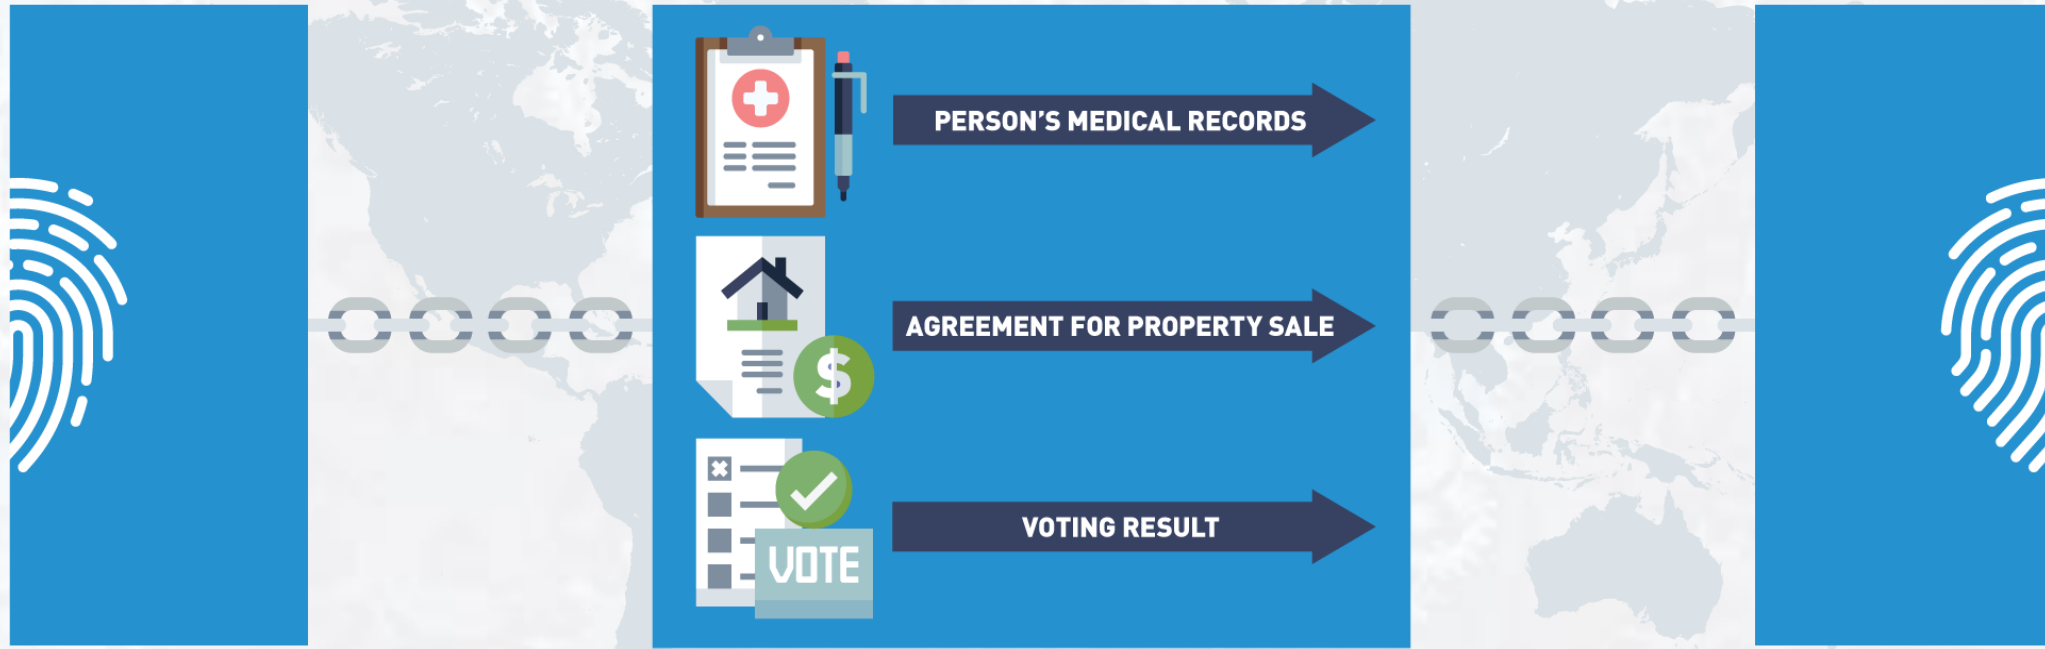 PERSON'S MEDICAL RECORDS
AGREEMENT FOR PROPERTY SALE
VOTING RESULT
VOTE